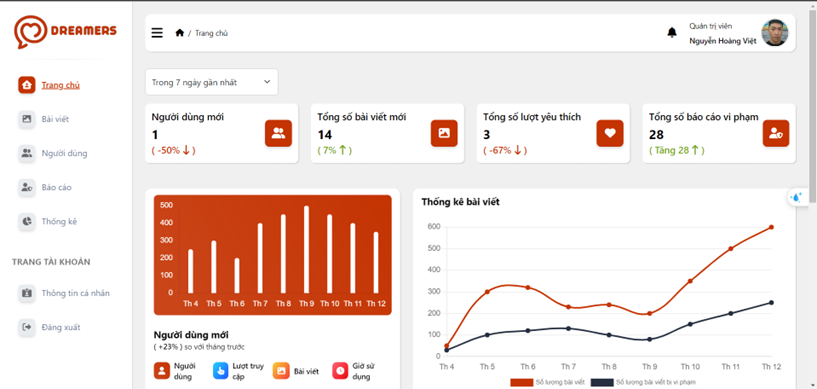 DREAMERS
Trang chủ
Bài viết
Người dùng
Báo cáo
Thống kê
TRANG TÀI KHOẢN
Thông tin cá nhân
Đăng xuất
/ Trang chủ
Quản trị viên
Nguyễn Hoàng Việt
Trong 7 ngày gần nhất
Người dùng mới
1
( -50% ↓ )
Tổng số bài viết mới
14
( 7% ↑ )
Tổng số lượt yêu thích
3
( -67% ↓ )
Tổng số báo cáo vi phạm
28
( Tăng 28 ↑ )
500
400
300
200
100
0
Th 4 Th 5 Th 6 Th 7 Th 8 Th 9 Th 10 Th 11 Th 12
Người dùng mới
( +23% ) so với tháng trước
Người
dùng
Lượt truy
cập
Bài viết
Giờ sử
dụng
Thống kê bài viết
600
500
400
300
200
100
0
Th 4 Th 5 Th 6 Th 7 Th 8 Th 9 Th 10 Th 11 Th 12
Số lượng bài viết Số lượng bài viết bị vi phạm